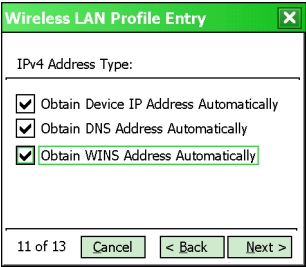 Wireless LAN Profile Entry
IPv4 Address Type:
Obtain Device IP Address Automatically
Obtain DNS Address Automatically
Obtain WINS Address Automatically
11 of 13 Cancel < Back Next >